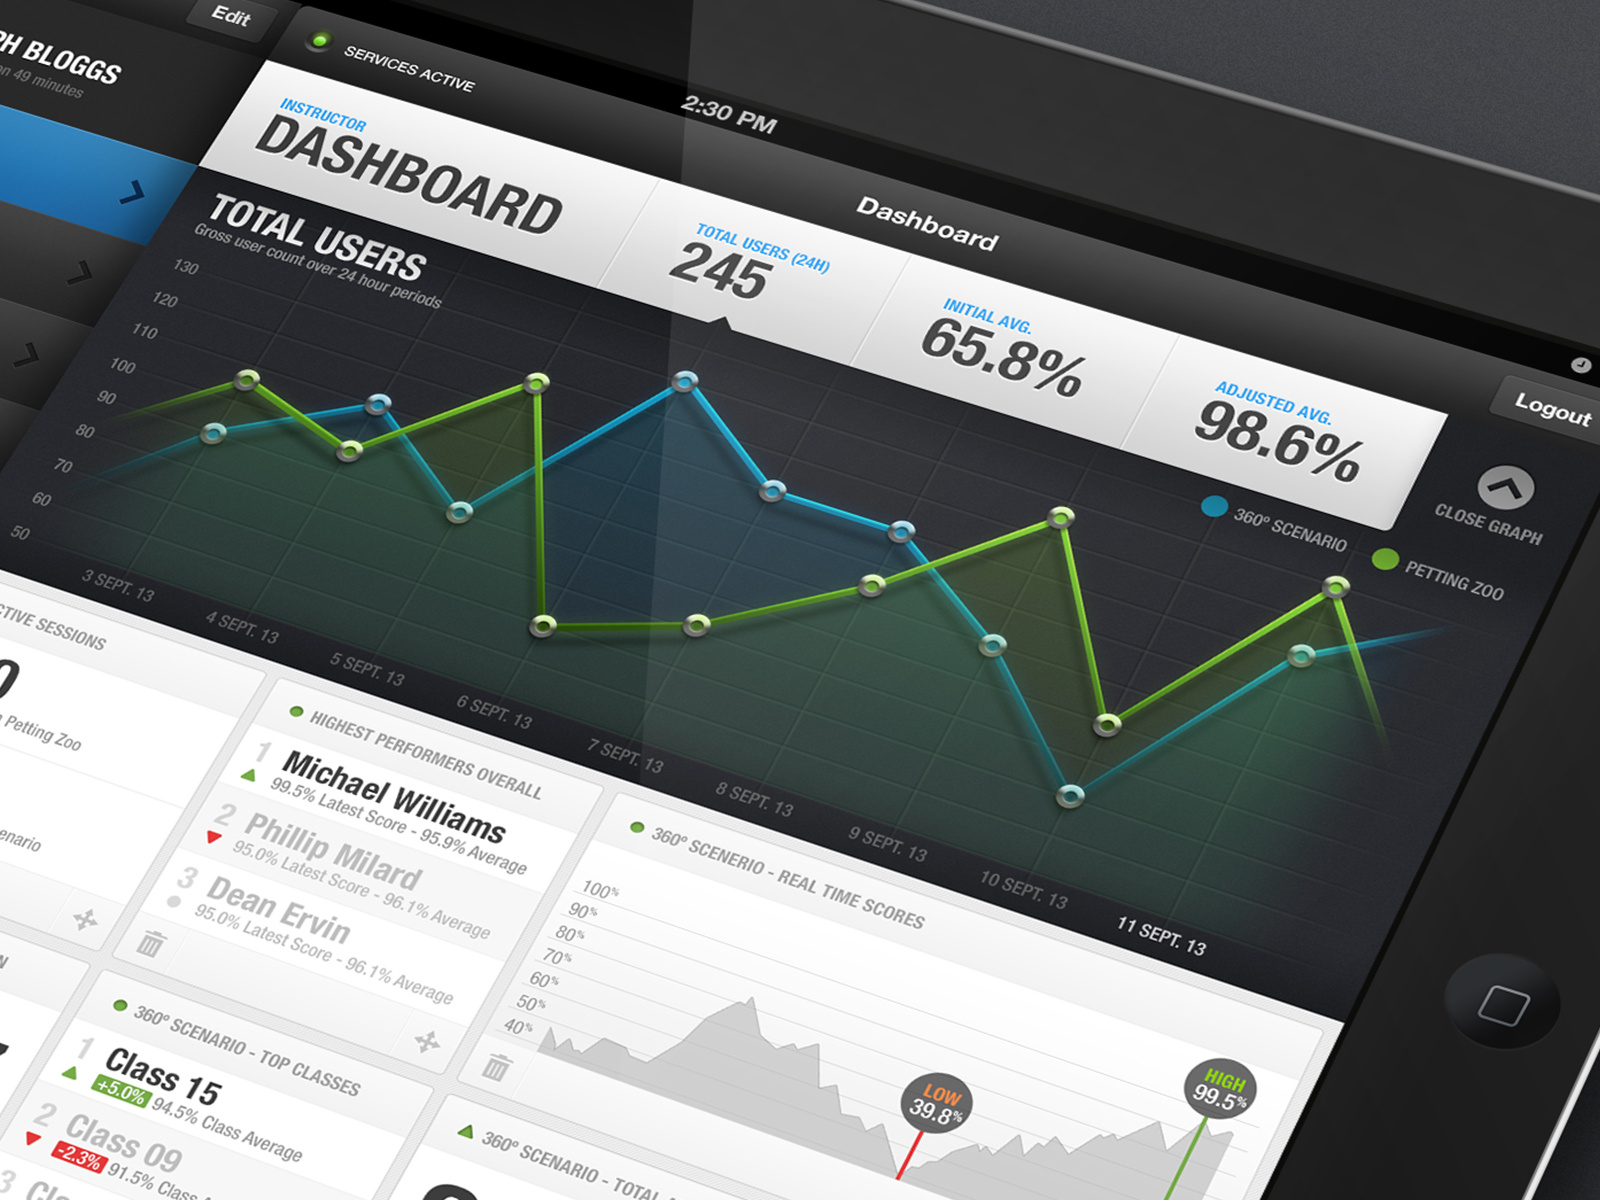 Edit
PH BLOGGS
on 49 minutes
SERVICES ACTIVE
2:30 PM
Dashboard
Logout
INSTRUCTOR
DASHBOARD
TOTAL USERS (24H)
245
INITIAL AVG.
65.8%
ADJUSTED AVG.
98.6%
TOTAL USERS
Gross user count over 24 hour periods
CLOSE GRAPH
360º SCENARIO
PETTING ZOO
130
120
110
100
90
80
70
60
50
3 SEPT. 13
4 SEPT. 13
5 SEPT. 13
6 SEPT. 13
7 SEPT. 13
8 SEPT. 13
9 SEPT. 13
10 SEPT. 13
11 SEPT. 13
CTIVE SESSIONS
0
Petting Zoo
enario
N
HIGHEST PERFORMERS OVERALL
1
Michael Williams
99.5% Latest Score - 95.9% Average
2
Phillip Milard
95.0% Latest Score - 96.1% Average
3
Dean Ervin
95.0% Latest Score - 96.1% Average
360º SCENERIO - REAL TIME SCORES
100%
90%
80%
70%
60%
50%
40%
LOW
39.8%
HIGH
99.5%
360º SCENARIO - TOP CLASSES
1
Class 15
+5.0% 94.5% Class Average
2
Class 09
-2.3% 91.5% Class A
3
Cl
360º SCENARIO - TOTAL A